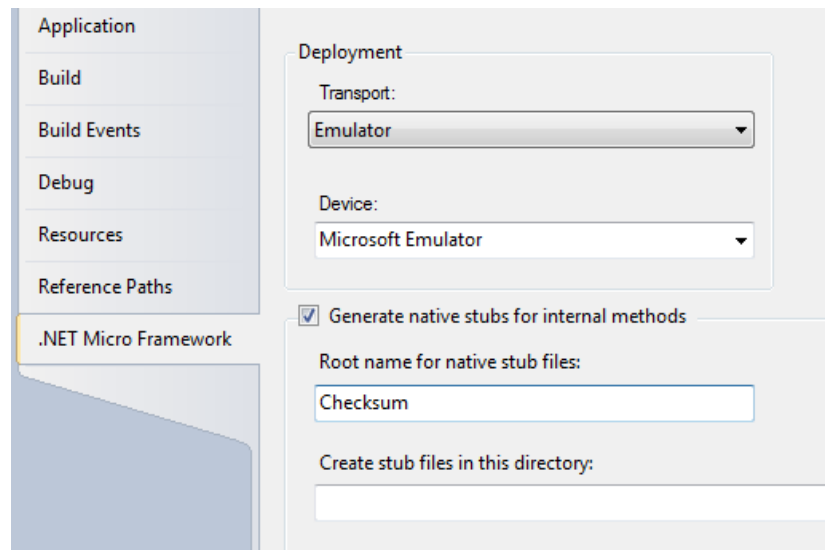 Application
Build
Build Events
Debug
Resources
Reference Paths
.NET Micro Framework
Deployment
Transport:
Emulator
Device:
Microsoft Emulator
Generate native stubs for internal methods
Root name for native stub files:
Checksum
Create stub files in this directory: